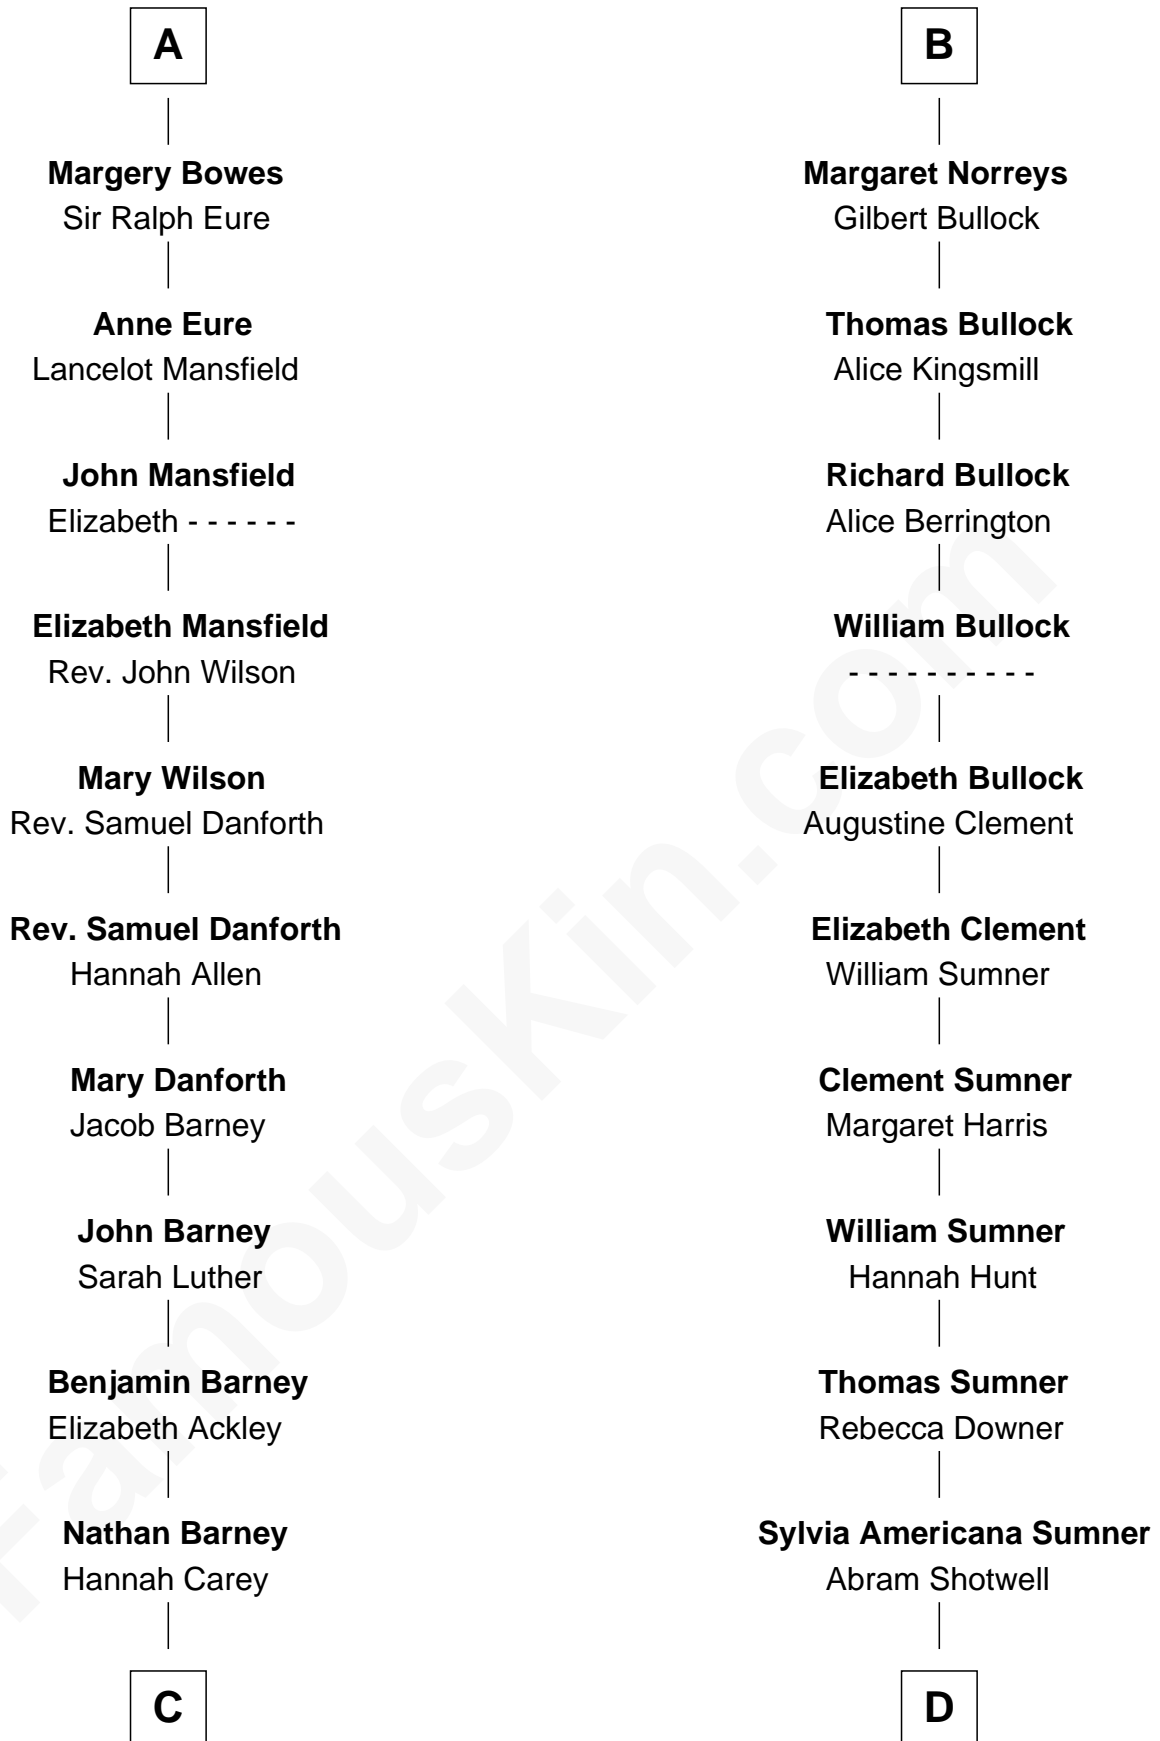 A
Margery Bowes
Sir Ralph Eure
Anne Eure
Lancelot Mansfield
John Mansfield
Elizabeth - - - - - -
Elizabeth Mansfield
Rev. John Wilson
Mary Wilson
Rev. Samuel Danforth
Rev. Samuel Danforth
Hannah Allen
Mary Danforth
Jacob Barney
John Barney
Sarah Luther
Benjamin Barney
Elizabeth Ackley
Nathan Barney
Hannah Carey
C
B
Margaret Norreys
Gilbert Bullock
Thomas Bullock
Alice Kingsmill
Richard Bullock
Alice Berrington
William Bullock
- - - - - - - - - -
Elizabeth Bullock
Augustine Clement
Elizabeth Clement
William Sumner
Clement Sumner
Margaret Harris
William Sumner
Hannah Hunt
Thomas Sumner
Rebecca Downer
Sylvia Americana Sumner
Abram Shotwell
D
FamousKin.com